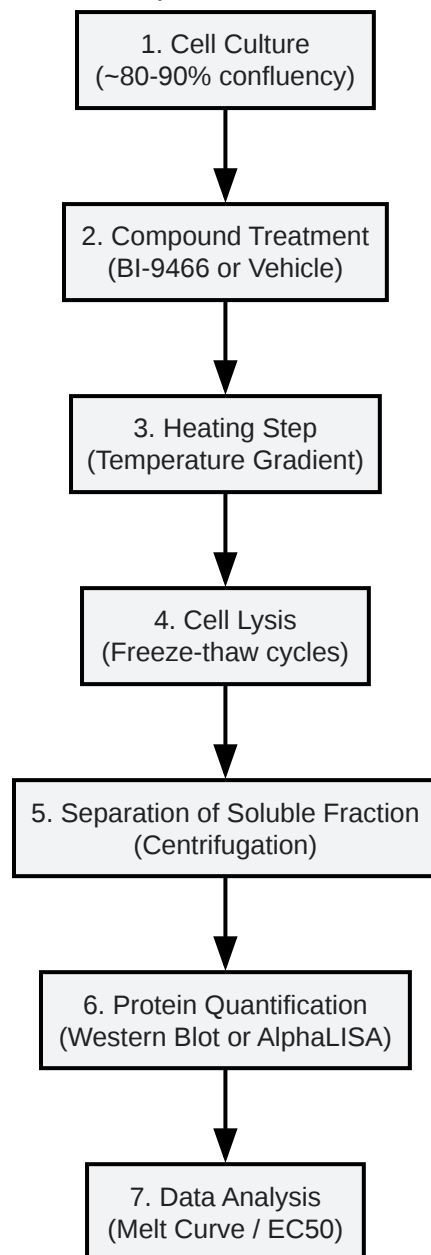 1. Cell Culture
(~80-90% confluency)
2. Compound Treatment
(BI-9466 or Vehicle)
3. Heating Step
(Temperature Gradient)
4. Cell Lysis
(Freeze-thaw cycles)
5. Separation of Soluble Fraction
(Centrifugation)
6. Protein Quantification
(Western Blot or AlphaLISA)
7. Data Analysis
(Melt Curve / EC50)